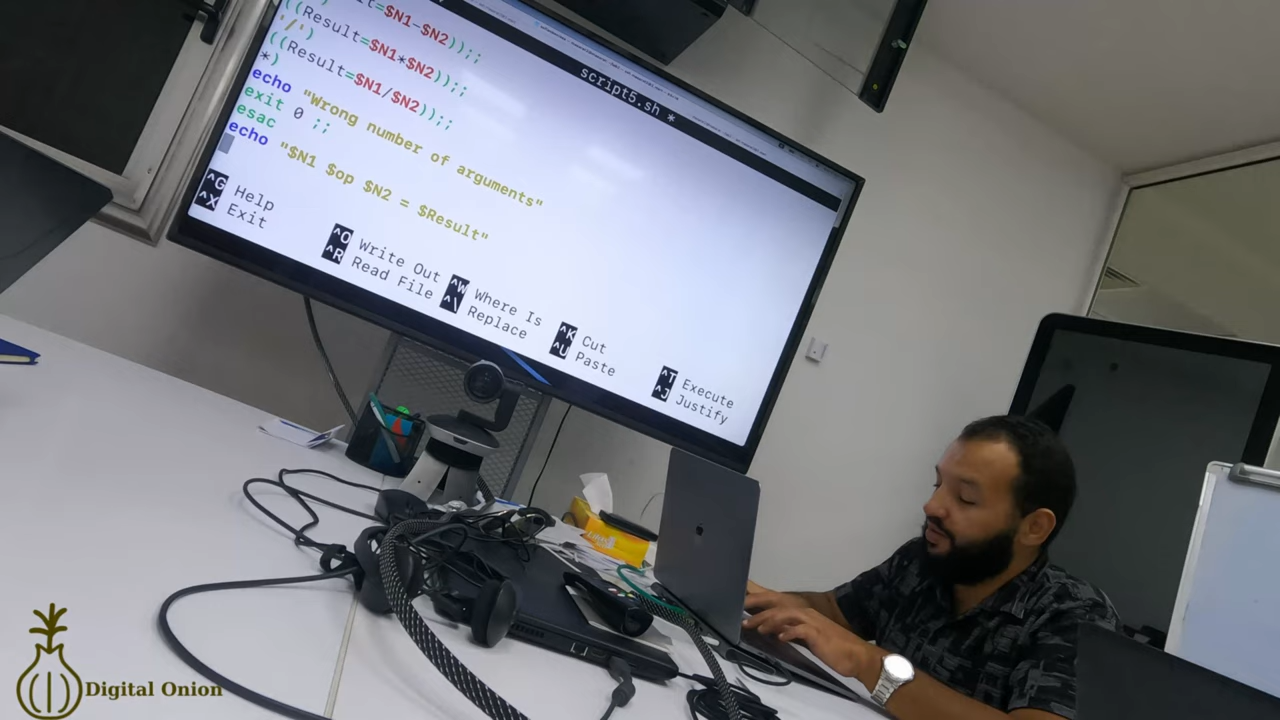 script5.sh *
=$N1-$N2));;
((Result=$N1*$N2));;
'/')
((Result=$N1/$N2));;
*)
echo "Wrong number of arguments"
exit 0 ;;
esac
echo "$N1 $op $N2 = $Result"
^G Help
^X Exit
^O Write Out
^R Read File
^W Where Is
^\ Replace
^K Cut
^U Paste
^T Execute
^J Justify
Digital Onion